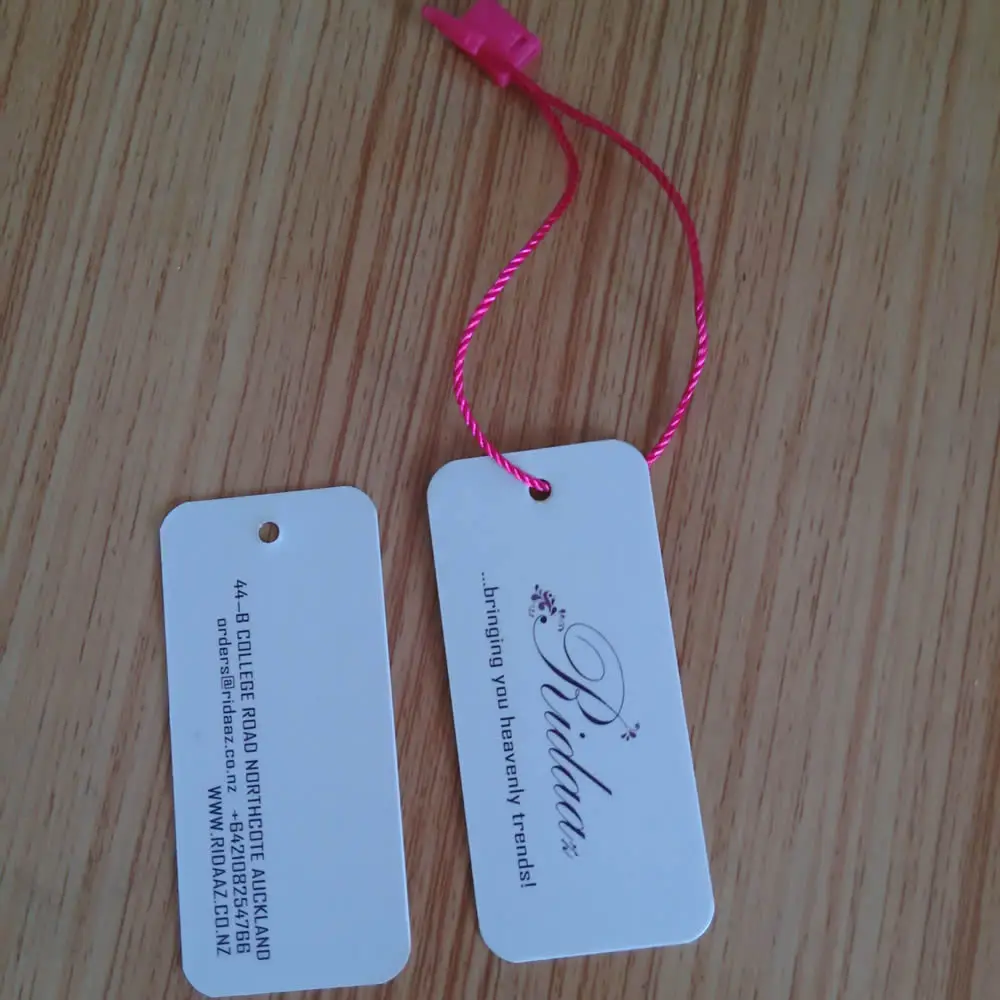 44-B COLLEGE ROAD NORTHCOTE AUCKLAND
orders@ridaaz.co.nz +642108254766
WWW.RIDAAZ.CO.NZ
Ridaaz
...bringing you heavenly trends!